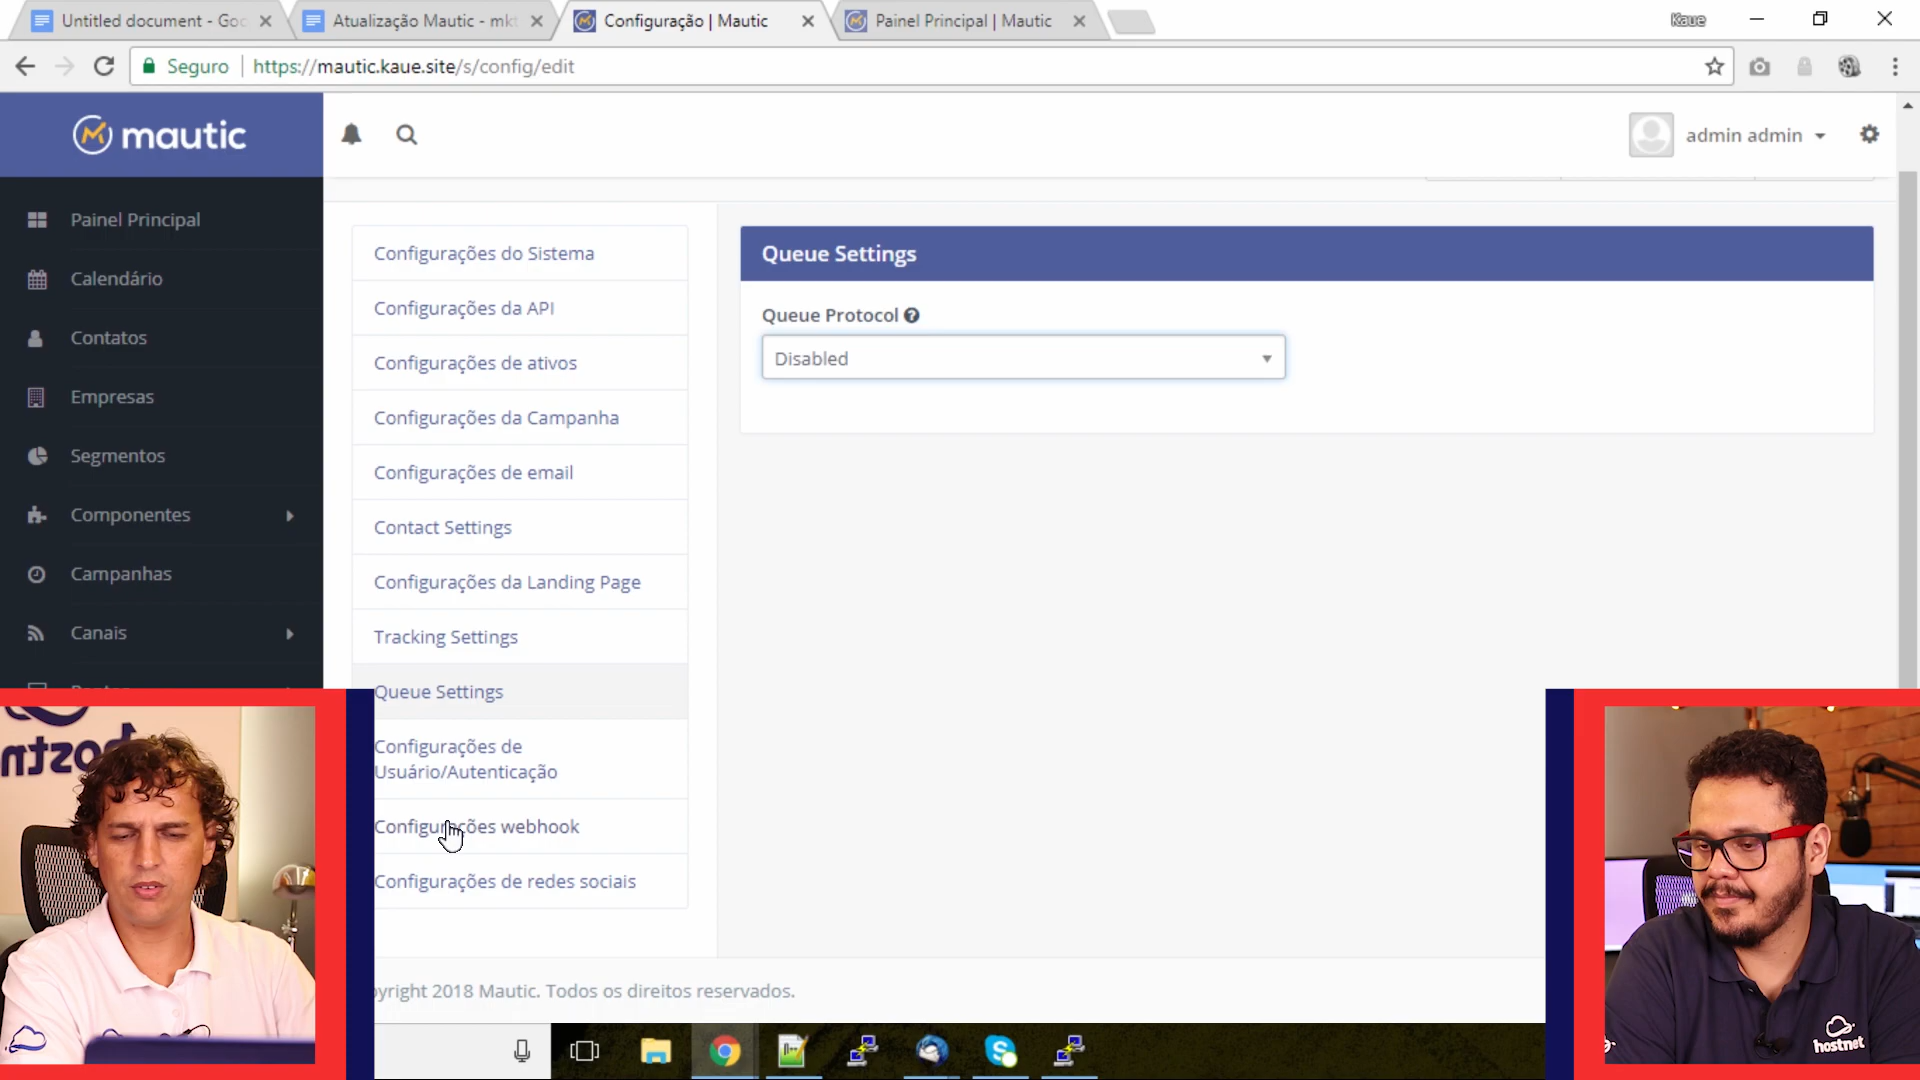 Untitled document - Goo
Atualização Mautic - mkt
Configuração | Mautic
Painel Principal | Mautic
Kaue
Seguro
https://mautic.kaue.site/s/config/edit
mautic
admin admin
Painel Principal
Calendário
Contatos
Empresas
Segmentos
Componentes
Campanhas
Canais
Configurações do Sistema
Configurações da API
Configurações de ativos
Configurações da Campanha
Configurações de email
Contact Settings
Configurações da Landing Page
Tracking Settings
Queue Settings
Configurações de
Usuário/Autenticação
Configurações webhook
Configurações de redes sociais
Queue Settings
Queue Protocol
Disabled
yright 2018 Mautic. Todos os direitos reservados.
hostnet